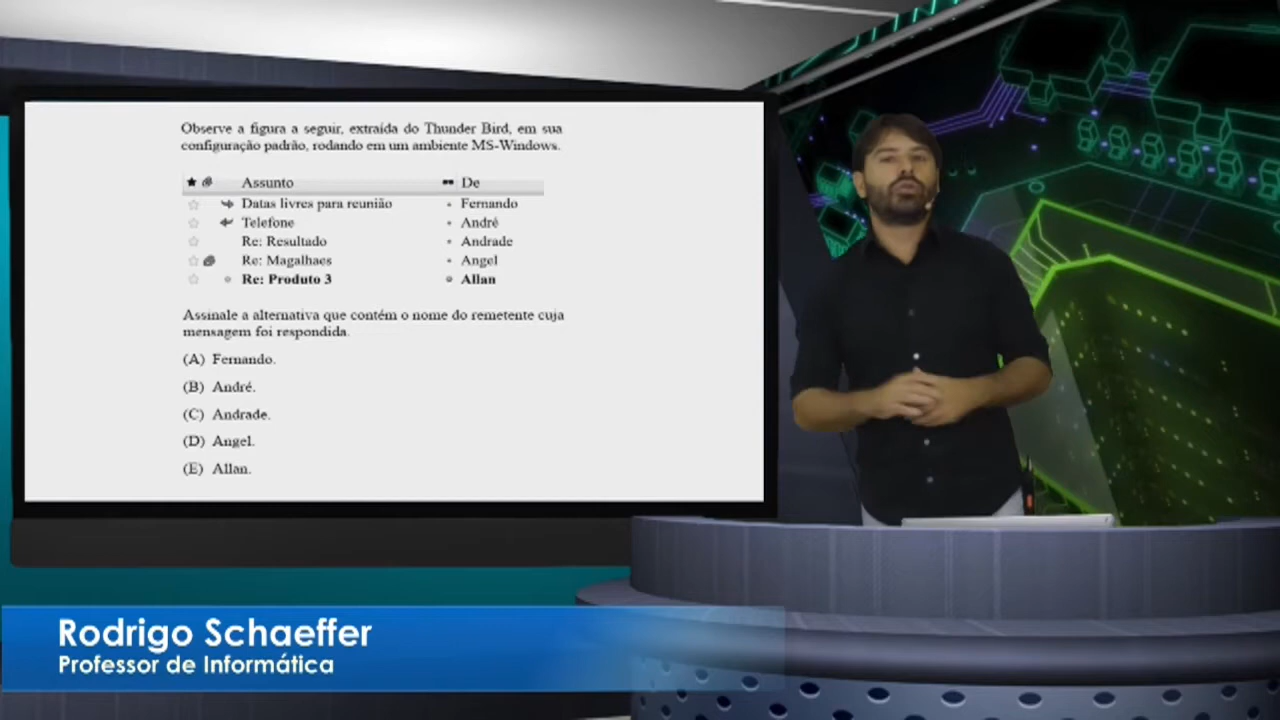 Observe a figura a seguir, extraída do Thunder Bird, em sua
configuração padrão, rodando em um ambiente MS-Windows.
Assunto De
Datas livres para reunião Fernando
Telefone André
Re: Resultado Andrade
Re: Magalhaes Angel
Re: Produto 3 Allan
Assinale a alternativa que contém o nome do remetente cuja
mensagem foi respondida.
(A) Fernando.
(B) André.
(C) Andrade.
(D) Angel.
(E) Allan.
Rodrigo Schaeffer
Professor de Informática